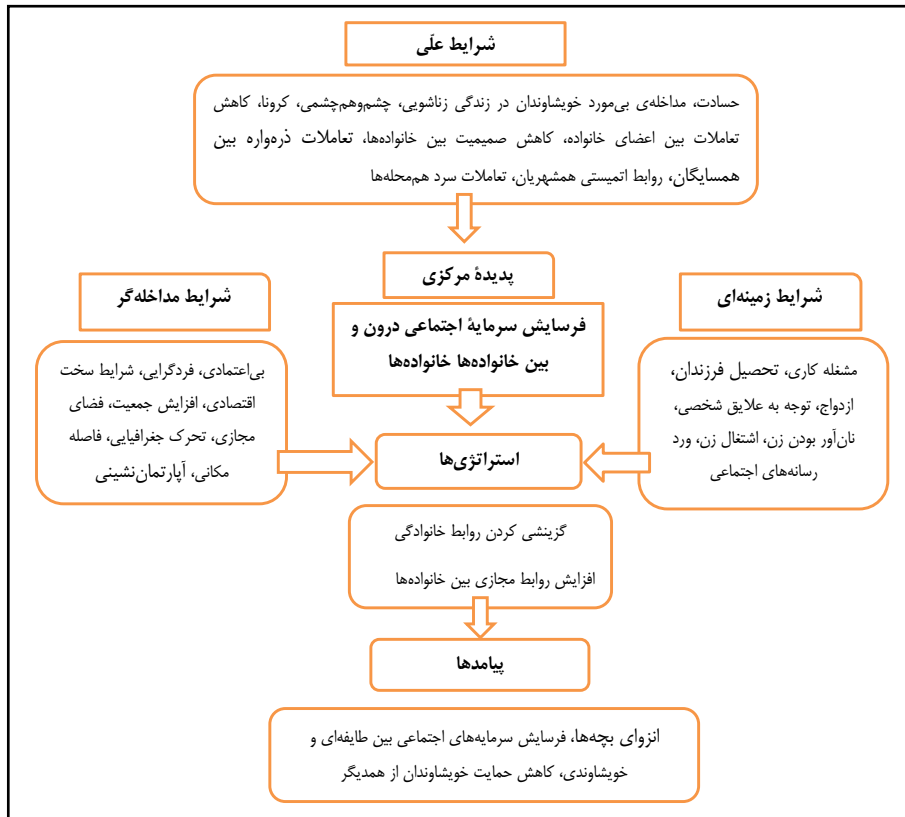 شرایط علّی
حسادت، مداخله‌ی بی‌مورد خویشاوندان در زندگی زناشویی، چشم‌وهم‌چشمی، کرونا، کاهش
تعاملات بین اعضای خانواده، کاهش صمیمیت بین خانواده‌ها، تعاملات ذره‌واره بین
همسایگان، روابط اتمیستی همشهریان، تعاملات سرد هم‌محله‌ها
پدیدهٔ مرکزی
فرسایش سرمایهٔ اجتماعی درون و
بین خانواده‌ها خانواده‌ها
شرایط زمینه‌ای
مشغله کاری، تحصیل فرزندان،
ازدواج، توجه به علایق شخصی،
نان‌آور بودن زن، اشتغال زن، ورد
رسانه‌های اجتماعی
شرایط مداخله‌گر
بی‌اعتمادی، فردگرایی، شرایط سخت
اقتصادی، افزایش جمعیت، فضای
مجازی، تحرک جغرافیایی، فاصله
مکانی، آپارتمان‌نشینی
استراتژی‌ها
گزینشی کردن روابط خانوادگی
افزایش روابط مجازی بین خانواده‌ها
پیامدها
انزوای بچه‌ها، فرسایش سرمایه‌های اجتماعی بین طایفه‌ای و
خویشاوندی، کاهش حمایت خویشاوندان از همدیگر